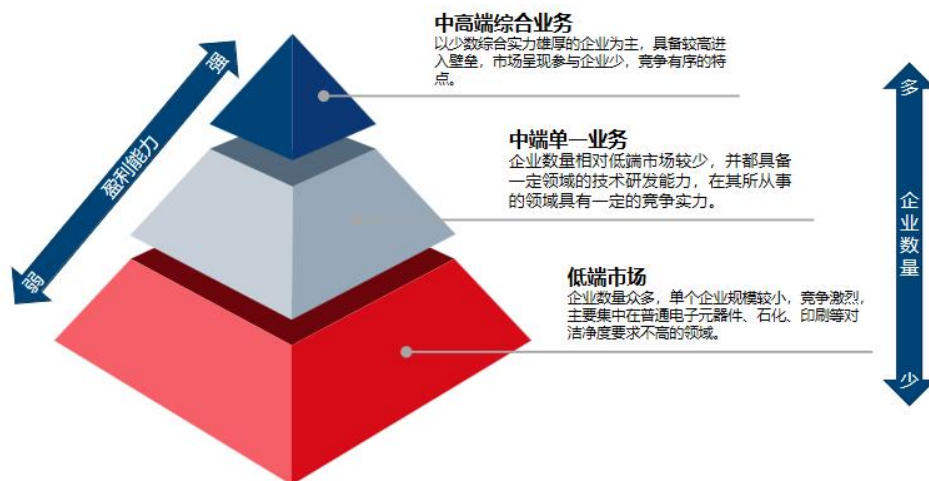 中高端综合业务
以少数综合实力雄厚的企业为主，具备较高进
入壁垒，市场呈现参与企业少，竞争有序的特
点。
强
盈利能力
弱
中端单一业务
企业数量相对低端市场较少，并都具备
一定领域的技术研发能力，在其所从事
的领域具有一定的竞争实力。
低端市场
企业数量众多，单个企业规模较小，竞争激烈，
主要集中在普通电子元器件、石化、印刷等对
洁净度要求不高的领域。
多
企业数量
少